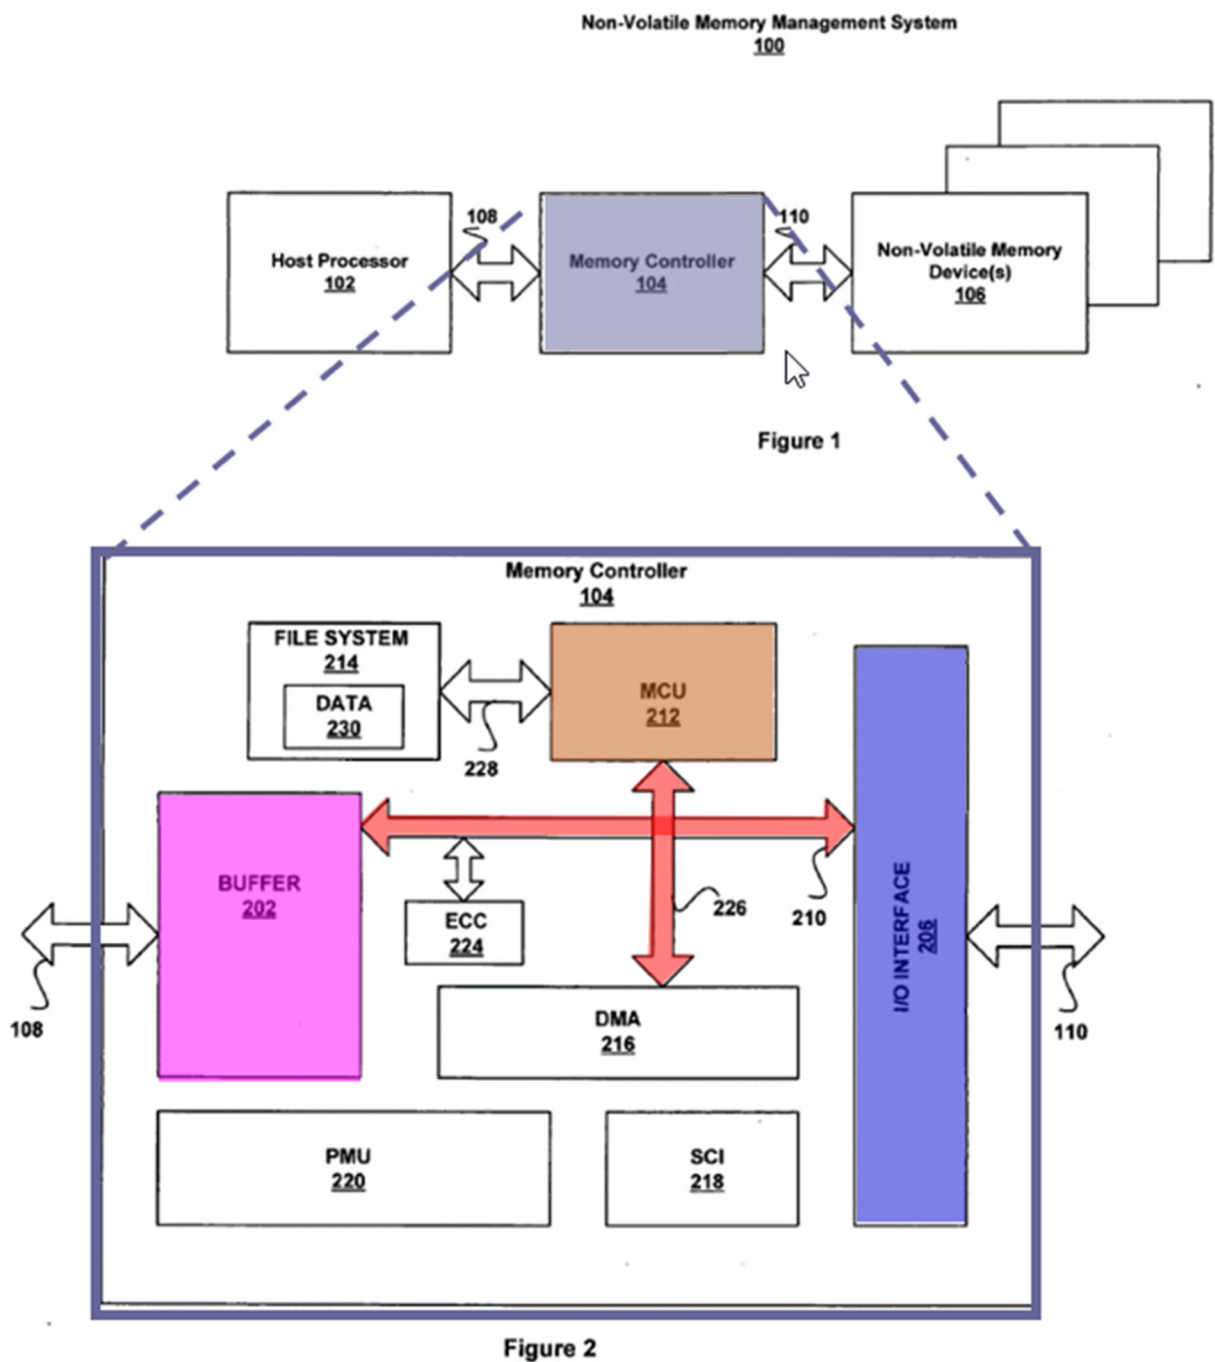 Non-Volatile Memory Management System
100
108
110
Host Processor
102
Memory Controller
104
Non-Volatile Memory
Device(s)
106
Figure 1
Memory Controller
104
FILE SYSTEM
214
DATA
230
228
MCU
212
BUFFER
202
ECC
224
226
210
I/O INTERFACE
206
108
110
DMA
216
PMU
220
SCI
218
Figure 2